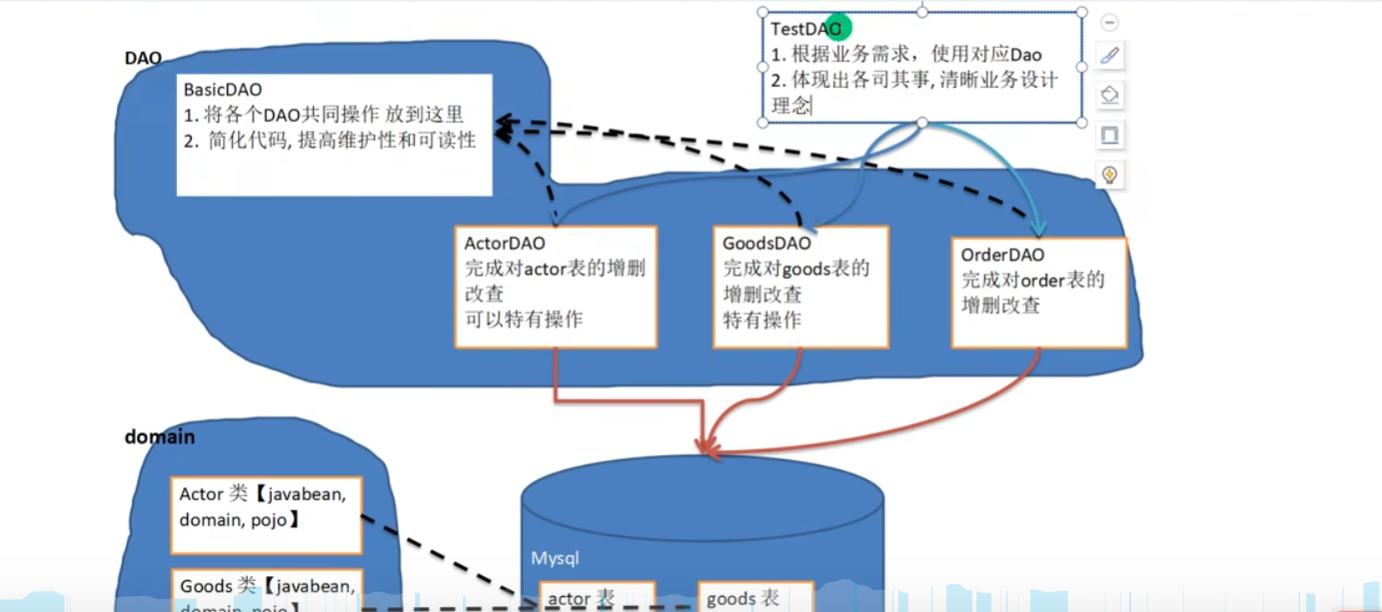 TestDAO
1. 根据业务需求，使用对应Dao
2. 体现出各司其事, 清晰业务设计
理念
DAO
BasicDAO
1. 将各个DAO共同操作 放到这里
2. 简化代码, 提高维护性和可读性
ActorDAO
完成对actor表的增删
改查
可以特有操作
GoodsDAO
完成对goods表的
增删改查
特有操作
OrderDAO
完成对order表的
增删改查
domain
Actor 类【javabean,
domain, pojo】
Goods 类【javabean,
domain, pojo】
Mysql
actor 表
goods 表